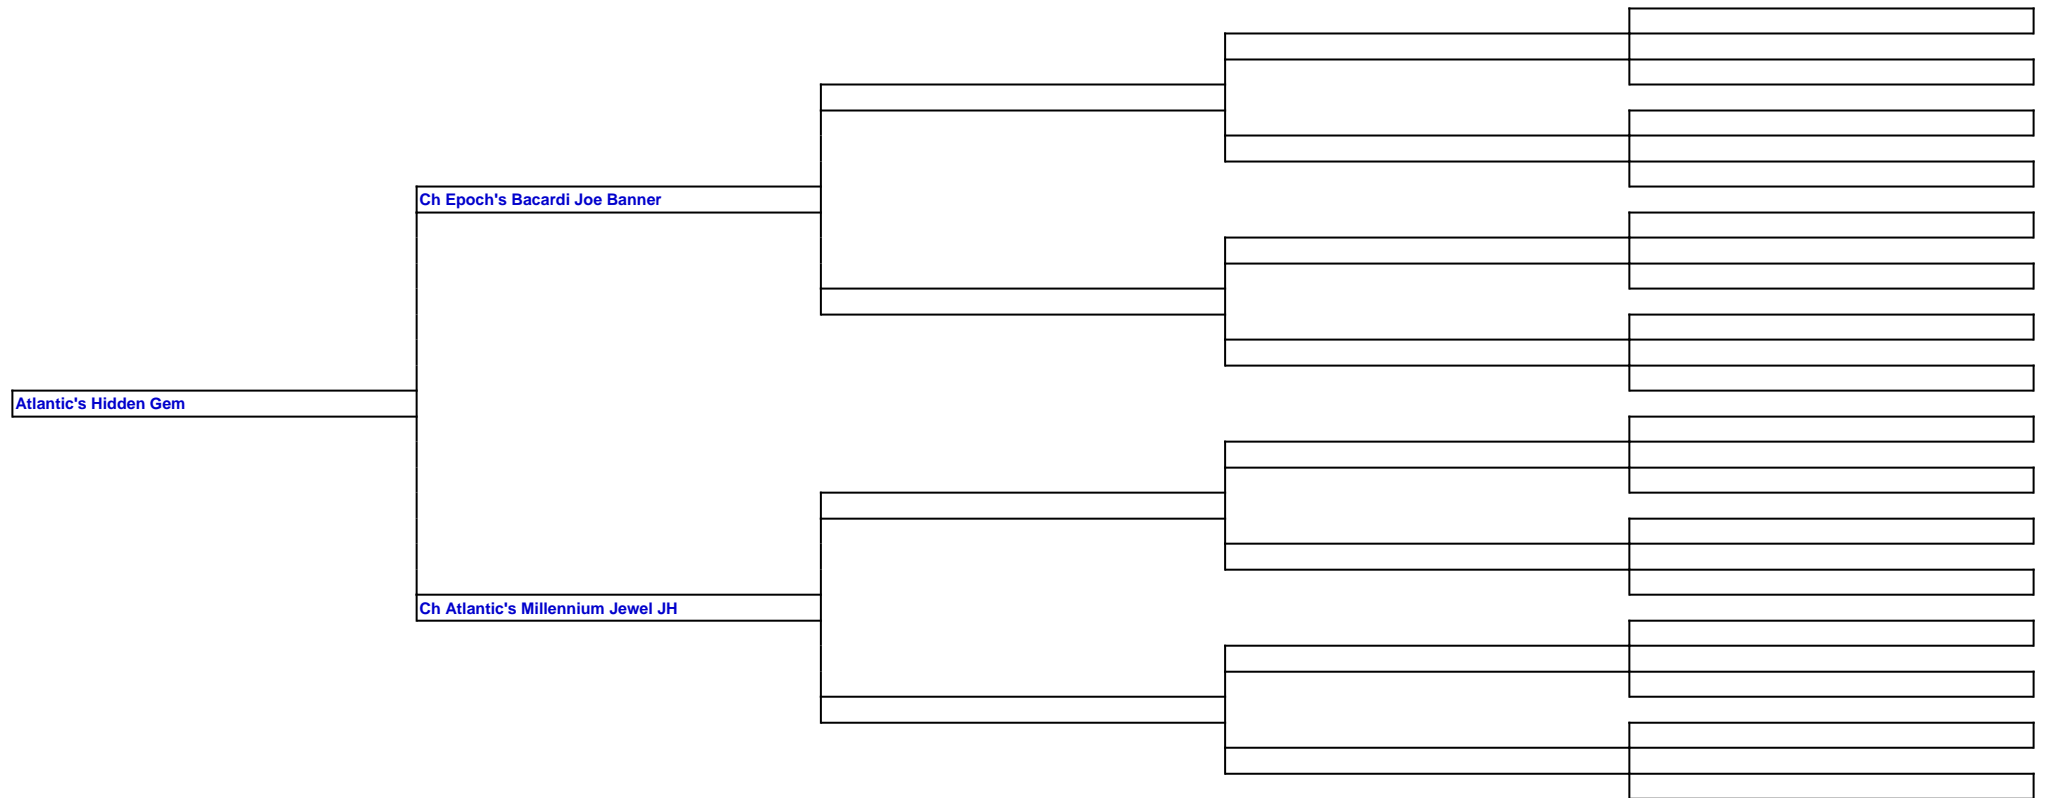 Ch Epoch's Bacardi Joe Banner
Atlantic's Hidden Gem
Ch Atlantic's Millennium Jewel JH